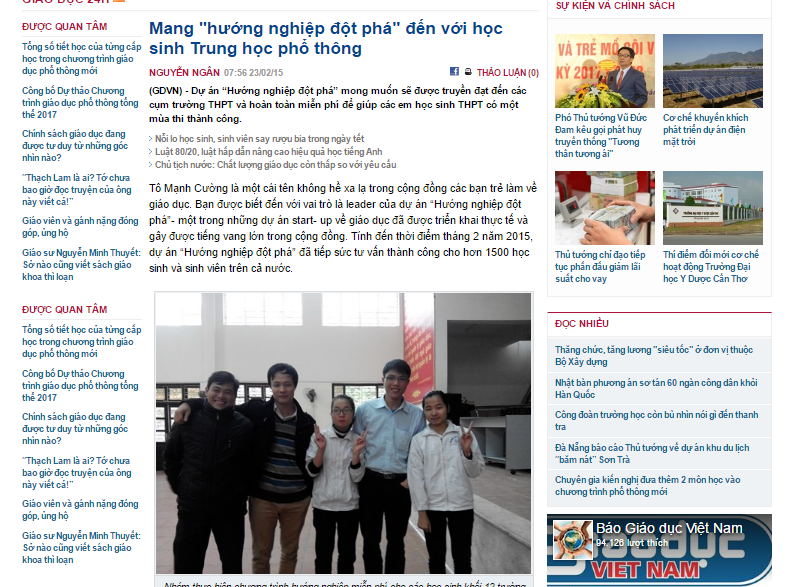 GIÁO DỤC 24H
ĐƯỢC QUAN TÂM
Tổng số tiết học của từng cấp
học trong chương trình giáo
dục phổ thông mới
Công bố Dự thảo Chương
trình giáo dục phổ thông tổng
thể 2017
Chính sách giáo dục đang
được tư duy từ những góc
nhìn nào?
"Thạch Lam là ai? Tớ chưa
bao giờ đọc truyện của ông
này viết cả!"
Giáo viên và gánh nặng đóng
góp, ủng hộ
Giáo sư Nguyễn Minh Thuyết:
Sở nào cũng viết sách giáo
khoa thì loạn
ĐƯỢC QUAN TÂM
Tổng số tiết học của từng cấp
học trong chương trình giáo
dục phổ thông mới
Công bố Dự thảo Chương
trình giáo dục phổ thông tổng
thể 2017
Chính sách giáo dục đang
được tư duy từ những góc
nhìn nào?
"Thạch Lam là ai? Tớ chưa
bao giờ đọc truyện của ông
này viết cả!"
Giáo viên và gánh nặng đóng
góp, ủng hộ
Giáo sư Nguyễn Minh Thuyết:
Sở nào cũng viết sách giáo
khoa thì loạn
Mang "hướng nghiệp đột phá" đến với học
sinh Trung học phổ thông
NGUYÊN NGÂN 07:56 23/02/15
THẢO LUẬN (0)
(GDVN) - Dự án "Hướng nghiệp đột phá" mong muốn sẽ được truyền đạt đến các
cụm trường THPT và hoàn toàn miễn phí để giúp các em học sinh THPT có một
mùa thi thành công.
Nỗi lo học sinh, sinh viên say rượu bia trong ngày tết
Luật 80/20, luật hấp dẫn nâng cao hiệu quả học tiếng Anh
Chủ tịch nước: Chất lượng giáo dục còn thấp so với yêu cầu
Tô Mạnh Cường là một cái tên không hề xa lạ trong cộng đồng các bạn trẻ làm về
giáo dục. Bạn được biết đến với vai trò là leader của dự án "Hướng nghiệp đột
phá"- một trong những dự án start- up về giáo dục đã được triển khai thực tế và
gây được tiếng vang lớn trong cộng đồng. Tính đến thời điểm tháng 2 năm 2015,
dự án "Hướng nghiệp đột phá" đã tiếp sức tư vấn thành công cho hơn 1500 học
sinh và sinh viên trên cả nước.
Nhóm thực hiện chương trình hướng nghiệp miễn phí cho các học sinh khối 12 trường
SỰ KIỆN VÀ CHÍNH SÁCH
VÀ TRẺ MỒ CÔI V
KỲ 2017 - 202
Phó Thủ tướng Vũ Đức
Đam kêu gọi phát huy
truyền thống "Tương
thân tương ái"
Cơ chế khuyến khích
phát triển dự án điện
mặt trời
Thủ tướng chỉ đạo tiếp
tục phấn đấu giảm lãi
suất cho vay
Thí điểm đổi mới cơ chế
hoạt động Trường Đại
học Y Dược Cần Thơ
ĐỌC NHIỀU
Thăng chức, tăng lương "siêu tốc" ở đơn vị thuộc
Bộ Xây dựng
Nhật bàn phương án sơ tán 60 ngàn công dân khỏi
Hàn Quốc
Công đoàn trường học còn bù nhìn nói gì đến thanh
tra
Đà Nẵng báo cáo Thủ tướng về dự án khu du lịch
"băm nát" Sơn Trà
Chuyên gia kiến nghị đưa thêm 2 môn học vào
chương trình phổ thông mới
Báo Giáo dục Việt Nam
94.126 lượt thích
VIET NAM